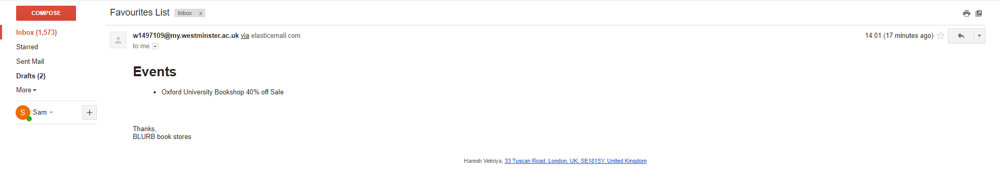 COMPOSE
Inbox (1,573)
Starred
Sent Mail
Drafts (2)
More
S Sam
Favourites List Inbox x
w1497109@my.westminster.ac.uk via elasticemail.com
14:01 (17 minutes ago)
to me
Events
• Oxford University Bookshop 40% off Sale
Thanks,
BLURB book stores
Haresh Vekriya, 33 Tuscan Road, London, UK, SE181SY, United Kingdom